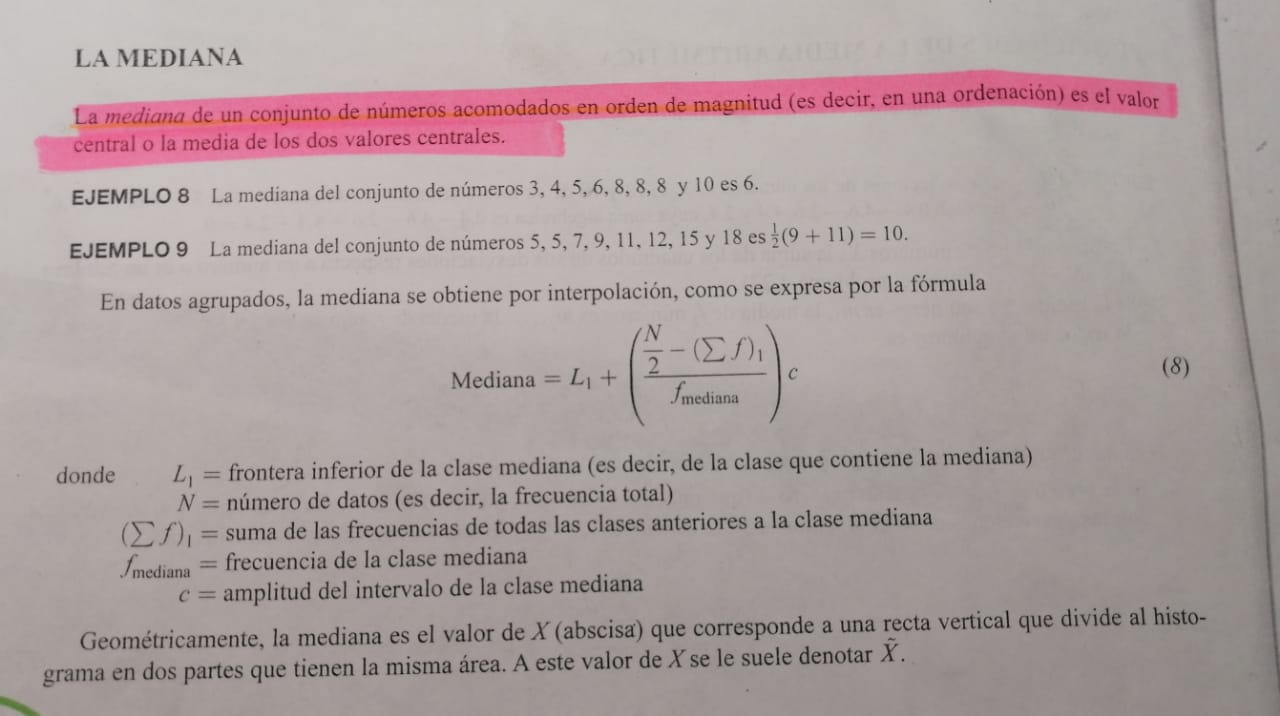 LA MEDIANA
La mediana de un conjunto de números acomodados en orden de magnitud (es decir, en una ordenación) es el valor
central o la media de los dos valores centrales.
EJEMPLO 8 La mediana del conjunto de números 3, 4, 5, 6, 8, 8, 8 y 10 es 6.
EJEMPLO 9 La mediana del conjunto de números 5, 5, 7, 9, 11, 12, 15 y 18 es ½(9 + 11) = 10.
En datos agrupados, la mediana se obtiene por interpolación, como se expresa por la fórmula
Mediana = L₁ + ((N/2 − (∑ f)₁) / f_mediana) c (8)
donde L₁ = frontera inferior de la clase mediana (es decir, de la clase que contiene la mediana)
N = número de datos (es decir, la frecuencia total)
(∑ f)₁ = suma de las frecuencias de todas las clases anteriores a la clase mediana
f_mediana = frecuencia de la clase mediana
c = amplitud del intervalo de la clase mediana
Geométricamente, la mediana es el valor de X (abscisa) que corresponde a una recta vertical que divide al histo-
grama en dos partes que tienen la misma área. A este valor de X se le suele denotar X̃.